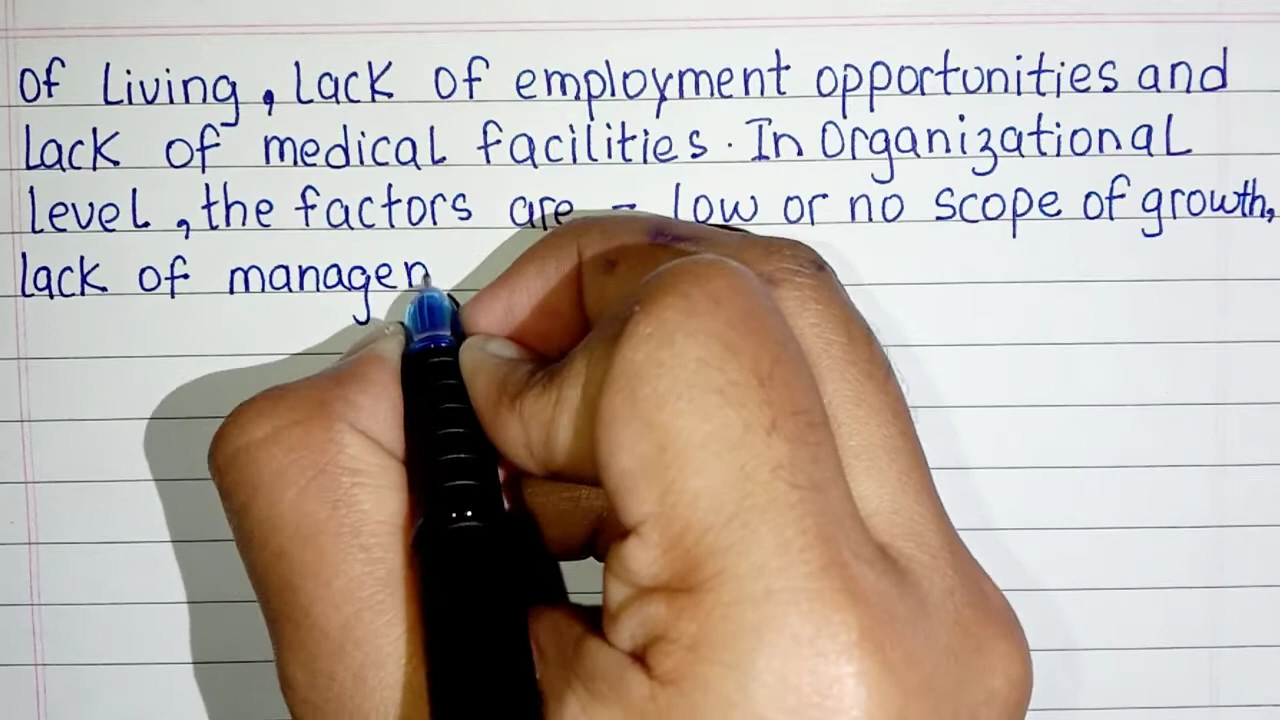 of Living, Lack of employment opportunities and
Lack of medical facilities. In Organizational
Level, the factors are - low or no scope of growth,
lack of managen